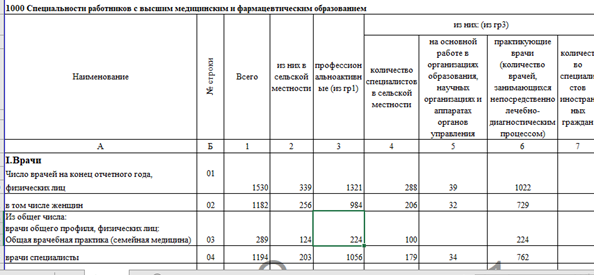 1000 Специальности работников с высшим медицинским и фармацевтическим образованием
из них: (из гр3)
Наименование
№ строки
Всего
из них в сельской местности
професcион
альноактив
ные (из гр1)
количество
специалистов
в сельской
местности
на основной
работе в
организациях
образования,
научных
организациях и
аппаратах
органов
управления
практикующие
врачи
(количество
врачей,
занимающихся
непосредственно
лечебно-
диагностическим
процессом)
количест
во
специали
стов
иностран
ных
граждан
А Б 1 2 3 4 5 6 7
I.Врачи
Число врачей на конец отчетного года, 01
физических лиц 1530 339 1321 288 39 1022
в том числе женщин 02 1182 256 984 206 32 729
Из общег числа:
врачи общего профиля, физических лиц:
Общая врачебная практика (семейная медицина) 03 289 124 224 100 224
врачи специалисты 04 1194 203 1056 179 34 762